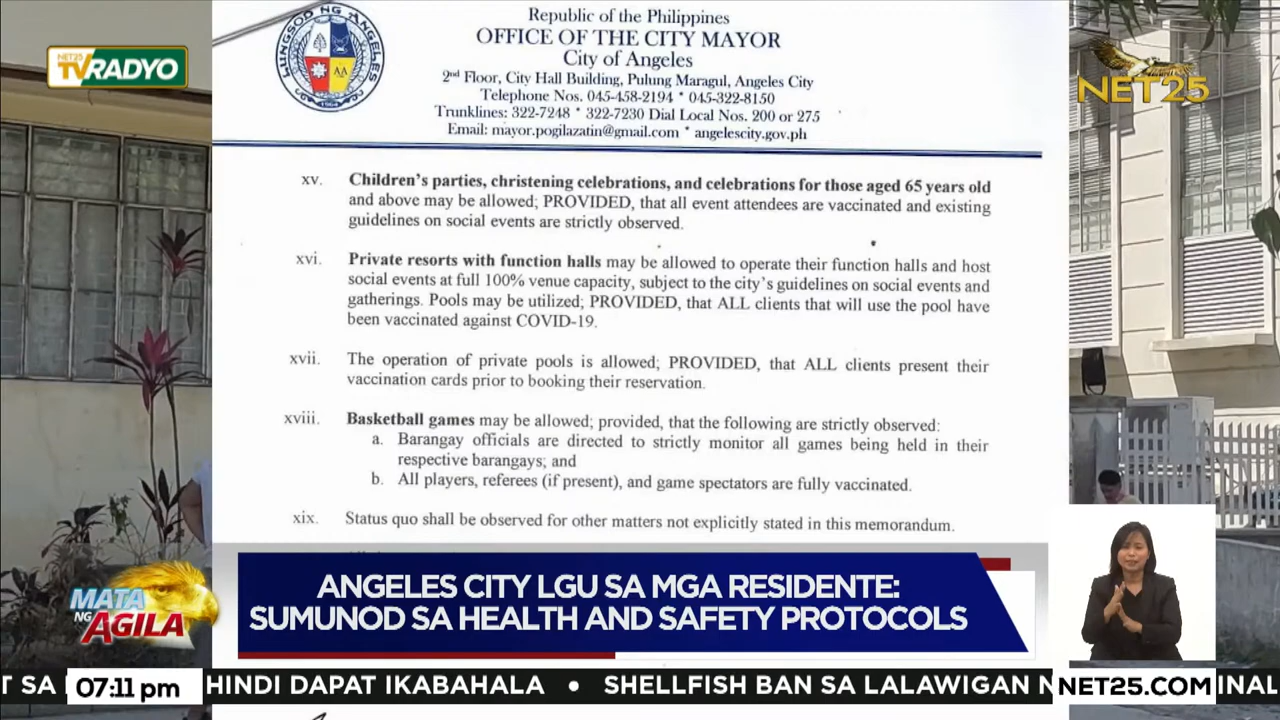 NET25
TVRADYO
NET25
LUNGSOD NG ANGELES
1964
Republic of the Philippines
OFFICE OF THE CITY MAYOR
City of Angeles
2nd Floor, City Hall Building, Pulung Maragul, Angeles City
Telephone Nos. 045-458-2194 * 045-322-8150
Trunklines: 322-7248 * 322-7230 Dial Local Nos. 200 or 275
Email: mayor.pogilazatin@gmail.com * angelescity.gov.ph
xv. Children's parties, christening celebrations, and celebrations for those aged 65 years old
and above may be allowed; PROVIDED, that all event attendees are vaccinated and existing
guidelines on social events are strictly observed.
xvi. Private resorts with function halls may be allowed to operate their function halls and host
social events at full 100% venue capacity, subject to the city's guidelines on social events and
gatherings. Pools may be utilized; PROVIDED, that ALL clients that will use the pool have
been vaccinated against COVID-19.
xvii. The operation of private pools is allowed; PROVIDED, that ALL clients present their
vaccination cards prior to booking their reservation.
xviii. Basketball games may be allowed; provided, that the following are strictly observed:
a. Barangay officials are directed to strictly monitor all games being held in their
respective barangays; and
b. All players, referees (if present), and game spectators are fully vaccinated.
xix. Status quo shall be observed for other matters not explicitly stated in this memorandum.
ANGELES CITY LGU SA MGA RESIDENTE:
SUMUNOD SA HEALTH AND SAFETY PROTOCOLS
MATA
NG
AGILA
T SA
07:11 pm
HINDI DAPAT IKABAHALA • SHELLFISH BAN SA LALAWIGAN N
NET25.COM
INAL